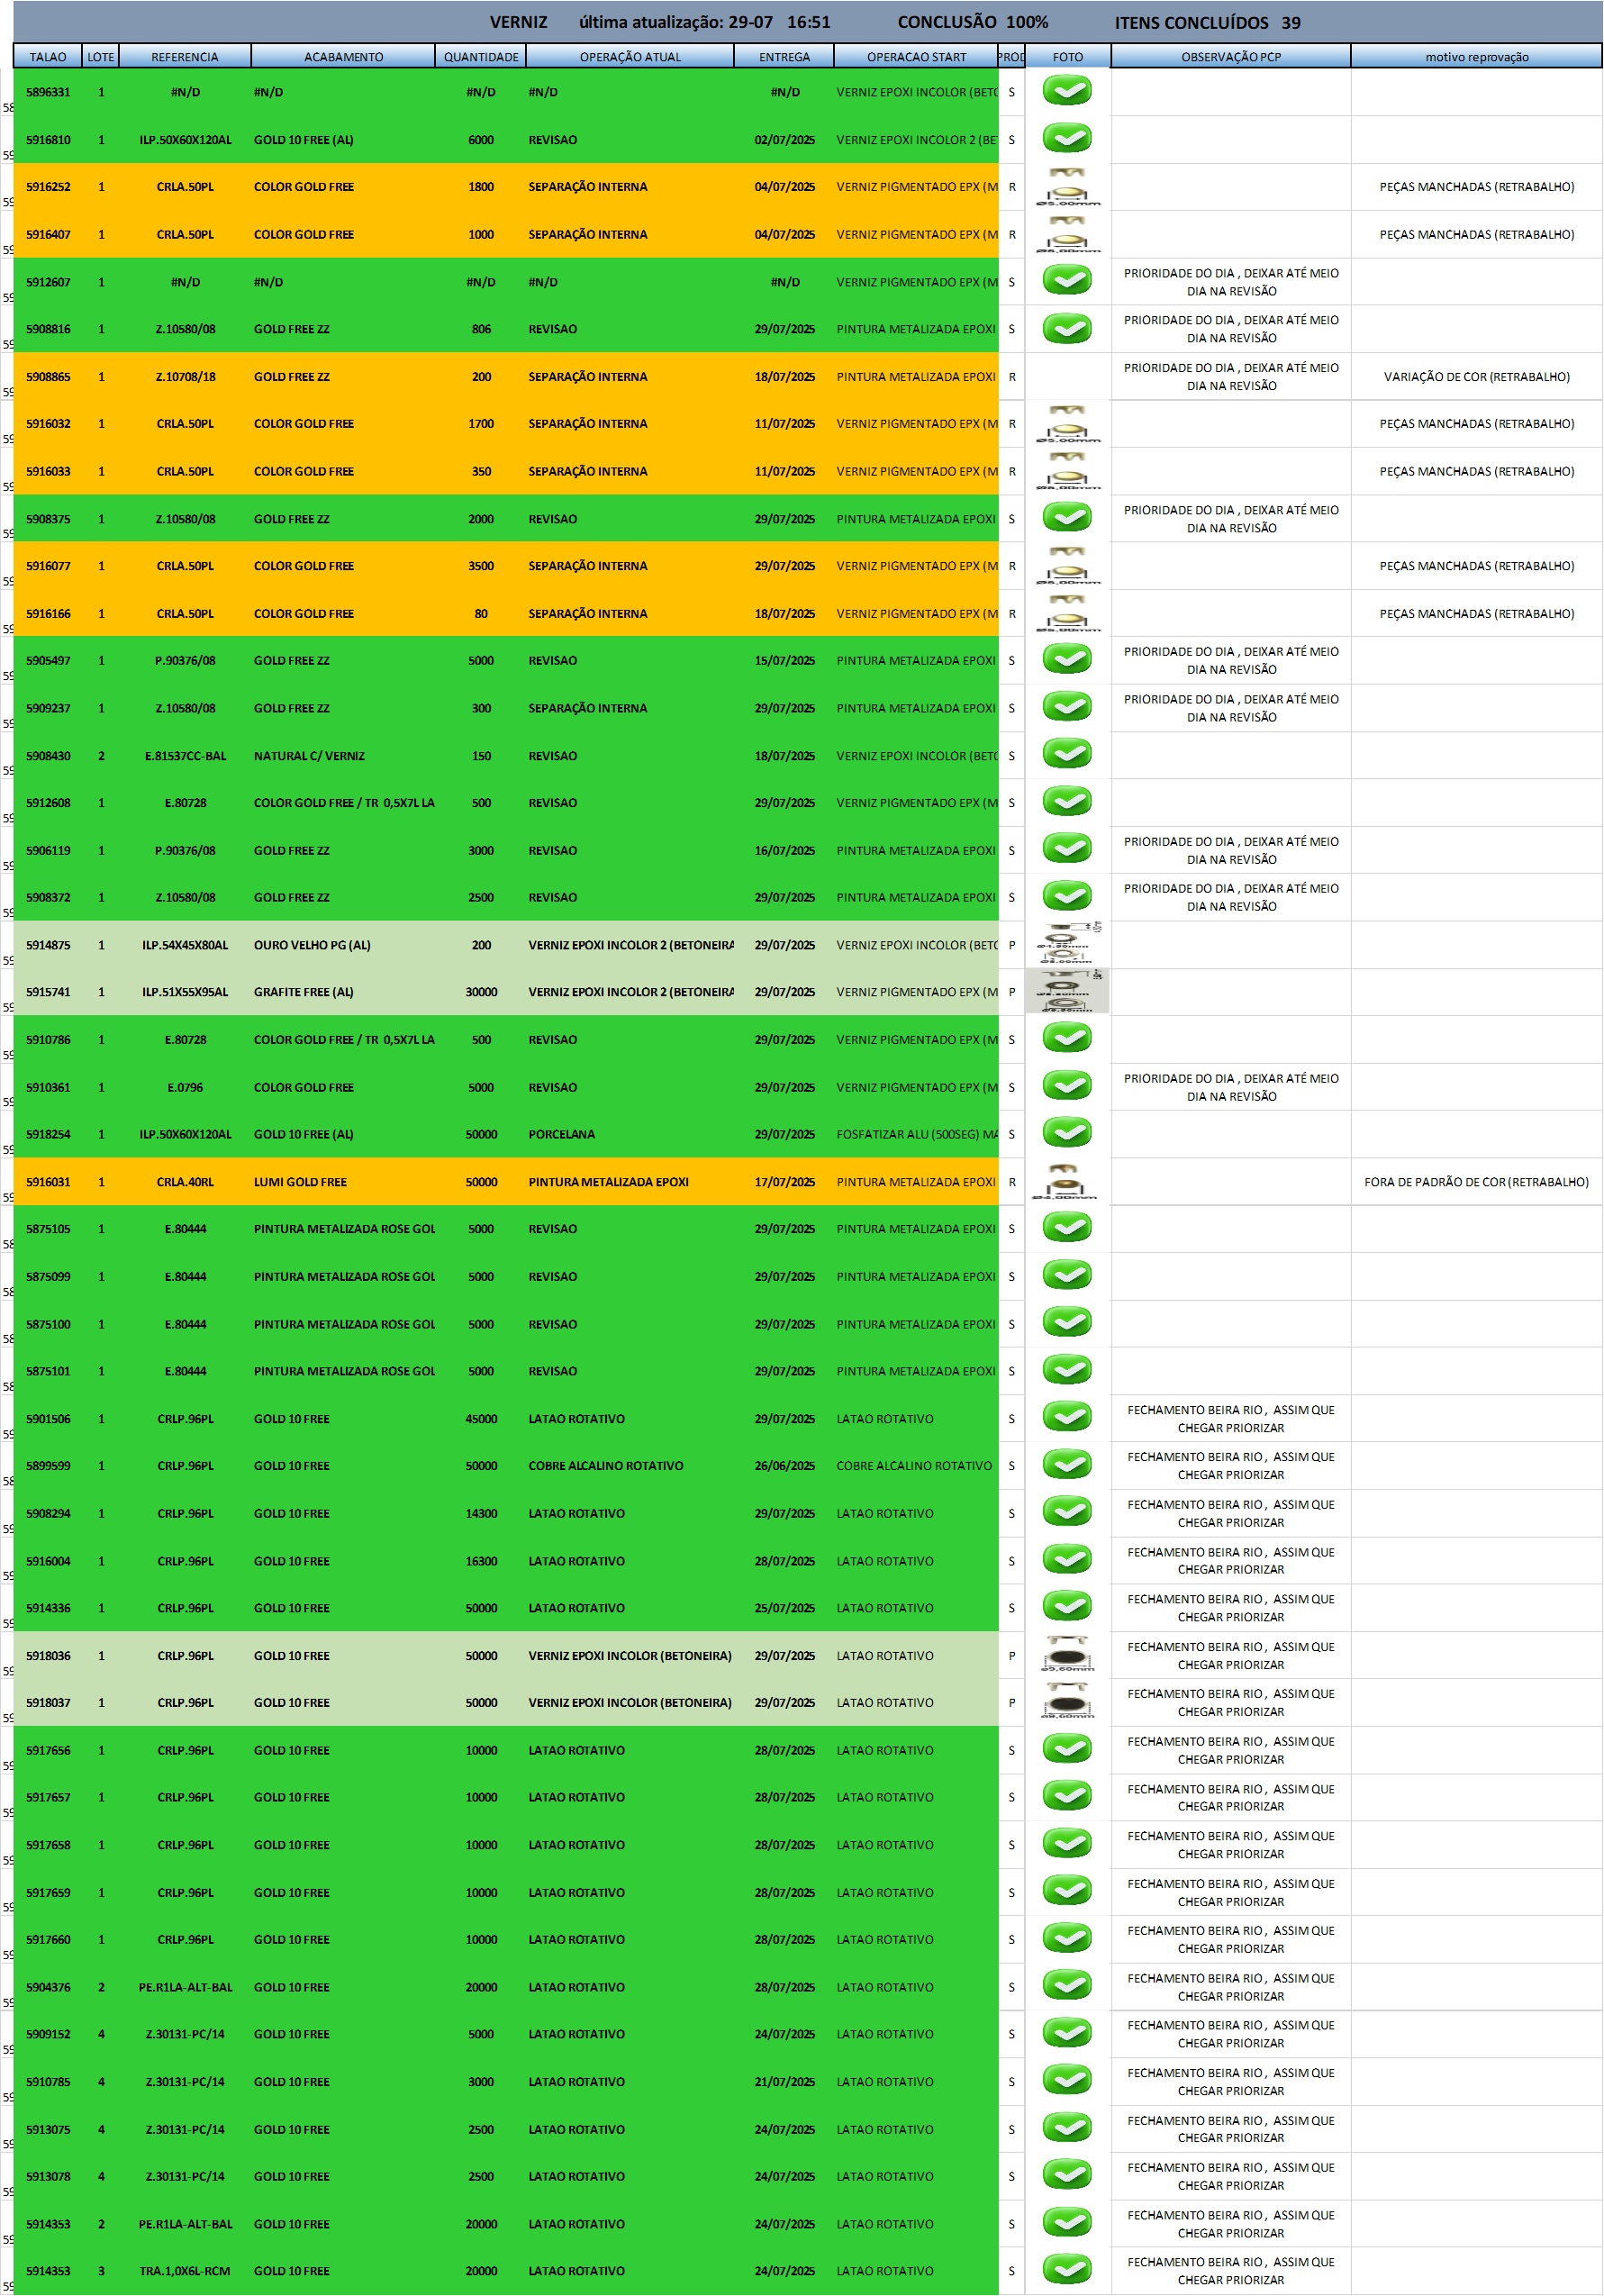 VERNIZ última atualização: 29-07 16:51 CONCLUSÃO 100% ITENS CONCLUÍDOS 39
TALAO LOTE REFERENCIA ACABAMENTO QUANTIDADE OPERAÇÃO ATUAL ENTREGA OPERACAO START PROD FOTO OBSERVAÇÃO PCP motivo reprovação
5896331 1 #N/D #N/D #N/D #N/D #N/D VERNIZ EPOXI INCOLOR (BETO S
5916810 1 ILP.50X60X120AL GOLD 10 FREE (AL) 6000 REVISAO 02/07/2025 VERNIZ EPOXI INCOLOR 2 (BE S
5916252 1 CRLA.50PL COLOR GOLD FREE 1800 SEPARAÇÃO INTERNA 04/07/2025 VERNIZ PIGMENTADO EPX (M R PEÇAS MANCHADAS (RETRABALHO)
5916407 1 CRLA.50PL COLOR GOLD FREE 1000 SEPARAÇÃO INTERNA 04/07/2025 VERNIZ PIGMENTADO EPX (M R PEÇAS MANCHADAS (RETRABALHO)
5912607 1 #N/D #N/D #N/D #N/D #N/D VERNIZ PIGMENTADO EPX (M S PRIORIDADE DO DIA , DEIXAR ATÉ MEIO
DIA NA REVISÃO
5908816 1 Z.10580/08 GOLD FREE ZZ 806 REVISAO 29/07/2025 PINTURA METALIZADA EPOXI S PRIORIDADE DO DIA , DEIXAR ATÉ MEIO
DIA NA REVISÃO
5908865 1 Z.10708/18 GOLD FREE ZZ 200 SEPARAÇÃO INTERNA 18/07/2025 PINTURA METALIZADA EPOXI R PRIORIDADE DO DIA , DEIXAR ATÉ MEIO VARIAÇÃO DE COR (RETRABALHO)
DIA NA REVISÃO
5916032 1 CRLA.50PL COLOR GOLD FREE 1700 SEPARAÇÃO INTERNA 11/07/2025 VERNIZ PIGMENTADO EPX (M R PEÇAS MANCHADAS (RETRABALHO)
5916033 1 CRLA.50PL COLOR GOLD FREE 350 SEPARAÇÃO INTERNA 11/07/2025 VERNIZ PIGMENTADO EPX (M R PEÇAS MANCHADAS (RETRABALHO)
5908375 1 Z.10580/08 GOLD FREE ZZ 2000 REVISAO 29/07/2025 PINTURA METALIZADA EPOXI S PRIORIDADE DO DIA , DEIXAR ATÉ MEIO
DIA NA REVISÃO
5916077 1 CRLA.50PL COLOR GOLD FREE 3500 SEPARAÇÃO INTERNA 29/07/2025 VERNIZ PIGMENTADO EPX (M R PEÇAS MANCHADAS (RETRABALHO)
5916166 1 CRLA.50PL COLOR GOLD FREE 80 SEPARAÇÃO INTERNA 18/07/2025 VERNIZ PIGMENTADO EPX (M R PEÇAS MANCHADAS (RETRABALHO)
5905497 1 P.90376/08 GOLD FREE ZZ 5000 REVISAO 15/07/2025 PINTURA METALIZADA EPOXI S PRIORIDADE DO DIA , DEIXAR ATÉ MEIO
DIA NA REVISÃO
5909237 1 Z.10580/08 GOLD FREE ZZ 300 SEPARAÇÃO INTERNA 29/07/2025 PINTURA METALIZADA EPOXI S PRIORIDADE DO DIA , DEIXAR ATÉ MEIO
DIA NA REVISÃO
5908430 2 E.81537CC-BAL NATURAL C/ VERNIZ 150 REVISAO 18/07/2025 VERNIZ EPOXI INCOLOR (BETO S
5912608 1 E.80728 COLOR GOLD FREE / TR 0,5X7L LA 500 REVISAO 29/07/2025 VERNIZ PIGMENTADO EPX (M S
5906119 1 P.90376/08 GOLD FREE ZZ 3000 REVISAO 16/07/2025 PINTURA METALIZADA EPOXI S PRIORIDADE DO DIA , DEIXAR ATÉ MEIO
DIA NA REVISÃO
5908372 1 Z.10580/08 GOLD FREE ZZ 2500 REVISAO 29/07/2025 PINTURA METALIZADA EPOXI S PRIORIDADE DO DIA , DEIXAR ATÉ MEIO
DIA NA REVISÃO
5914875 1 ILP.54X45X80AL OURO VELHO PG (AL) 200 VERNIZ EPOXI INCOLOR 2 (BETONEIRA 29/07/2025 VERNIZ EPOXI INCOLOR (BETO P
5915741 1 ILP.51X55X95AL GRAFITE FREE (AL) 30000 VERNIZ EPOXI INCOLOR 2 (BETONEIRA 29/07/2025 VERNIZ PIGMENTADO EPX (M P
5910786 1 E.80728 COLOR GOLD FREE / TR 0,5X7L LA 500 REVISAO 29/07/2025 VERNIZ PIGMENTADO EPX (M S
5910361 1 E.0796 COLOR GOLD FREE 5000 REVISAO 29/07/2025 VERNIZ PIGMENTADO EPX (M S PRIORIDADE DO DIA , DEIXAR ATÉ MEIO
DIA NA REVISÃO
5918254 1 ILP.50X60X120AL GOLD 10 FREE (AL) 50000 PORCELANA 29/07/2025 FOSFATIZAR ALU (500SEG) MA S
5916031 1 CRLA.40RL LUMI GOLD FREE 50000 PINTURA METALIZADA EPOXI 17/07/2025 PINTURA METALIZADA EPOXI R FORA DE PADRÃO DE COR (RETRABALHO)
5875105 1 E.80444 PINTURA METALIZADA ROSE GOL 5000 REVISAO 29/07/2025 PINTURA METALIZADA EPOXI S
5875099 1 E.80444 PINTURA METALIZADA ROSE GOL 5000 REVISAO 29/07/2025 PINTURA METALIZADA EPOXI S
5875100 1 E.80444 PINTURA METALIZADA ROSE GOL 5000 REVISAO 29/07/2025 PINTURA METALIZADA EPOXI S
5875101 1 E.80444 PINTURA METALIZADA ROSE GOL 5000 REVISAO 29/07/2025 PINTURA METALIZADA EPOXI S
5901506 1 CRLP.96PL GOLD 10 FREE 45000 LATAO ROTATIVO 29/07/2025 LATAO ROTATIVO S FECHAMENTO BEIRA RIO , ASSIM QUE
CHEGAR PRIORIZAR
5899599 1 CRLP.96PL GOLD 10 FREE 50000 COBRE ALCALINO ROTATIVO 26/06/2025 COBRE ALCALINO ROTATIVO S FECHAMENTO BEIRA RIO , ASSIM QUE
CHEGAR PRIORIZAR
5908294 1 CRLP.96PL GOLD 10 FREE 14300 LATAO ROTATIVO 29/07/2025 LATAO ROTATIVO S FECHAMENTO BEIRA RIO , ASSIM QUE
CHEGAR PRIORIZAR
5916004 1 CRLP.96PL GOLD 10 FREE 16300 LATAO ROTATIVO 28/07/2025 LATAO ROTATIVO S FECHAMENTO BEIRA RIO , ASSIM QUE
CHEGAR PRIORIZAR
5914336 1 CRLP.96PL GOLD 10 FREE 50000 LATAO ROTATIVO 25/07/2025 LATAO ROTATIVO S FECHAMENTO BEIRA RIO , ASSIM QUE
CHEGAR PRIORIZAR
5918036 1 CRLP.96PL GOLD 10 FREE 50000 VERNIZ EPOXI INCOLOR (BETONEIRA) 29/07/2025 LATAO ROTATIVO P FECHAMENTO BEIRA RIO , ASSIM QUE
CHEGAR PRIORIZAR
5918037 1 CRLP.96PL GOLD 10 FREE 50000 VERNIZ EPOXI INCOLOR (BETONEIRA) 29/07/2025 LATAO ROTATIVO P FECHAMENTO BEIRA RIO , ASSIM QUE
CHEGAR PRIORIZAR
5917656 1 CRLP.96PL GOLD 10 FREE 10000 LATAO ROTATIVO 28/07/2025 LATAO ROTATIVO S FECHAMENTO BEIRA RIO , ASSIM QUE
CHEGAR PRIORIZAR
5917657 1 CRLP.96PL GOLD 10 FREE 10000 LATAO ROTATIVO 28/07/2025 LATAO ROTATIVO S FECHAMENTO BEIRA RIO , ASSIM QUE
CHEGAR PRIORIZAR
5917658 1 CRLP.96PL GOLD 10 FREE 10000 LATAO ROTATIVO 28/07/2025 LATAO ROTATIVO S FECHAMENTO BEIRA RIO , ASSIM QUE
CHEGAR PRIORIZAR
5917659 1 CRLP.96PL GOLD 10 FREE 10000 LATAO ROTATIVO 28/07/2025 LATAO ROTATIVO S FECHAMENTO BEIRA RIO , ASSIM QUE
CHEGAR PRIORIZAR
5917660 1 CRLP.96PL GOLD 10 FREE 10000 LATAO ROTATIVO 28/07/2025 LATAO ROTATIVO S FECHAMENTO BEIRA RIO , ASSIM QUE
CHEGAR PRIORIZAR
5904376 2 PE.R1LA-ALT-BAL GOLD 10 FREE 20000 LATAO ROTATIVO 28/07/2025 LATAO ROTATIVO S FECHAMENTO BEIRA RIO , ASSIM QUE
CHEGAR PRIORIZAR
5909152 4 Z.30131-PC/14 GOLD 10 FREE 5000 LATAO ROTATIVO 24/07/2025 LATAO ROTATIVO S FECHAMENTO BEIRA RIO , ASSIM QUE
CHEGAR PRIORIZAR
5910785 4 Z.30131-PC/14 GOLD 10 FREE 3000 LATAO ROTATIVO 21/07/2025 LATAO ROTATIVO S FECHAMENTO BEIRA RIO , ASSIM QUE
CHEGAR PRIORIZAR
5913075 4 Z.30131-PC/14 GOLD 10 FREE 2500 LATAO ROTATIVO 24/07/2025 LATAO ROTATIVO S FECHAMENTO BEIRA RIO , ASSIM QUE
CHEGAR PRIORIZAR
5913078 4 Z.30131-PC/14 GOLD 10 FREE 2500 LATAO ROTATIVO 24/07/2025 LATAO ROTATIVO S FECHAMENTO BEIRA RIO , ASSIM QUE
CHEGAR PRIORIZAR
5914353 2 PE.R1LA-ALT-BAL GOLD 10 FREE 20000 LATAO ROTATIVO 24/07/2025 LATAO ROTATIVO S FECHAMENTO BEIRA RIO , ASSIM QUE
CHEGAR PRIORIZAR
5914353 3 TRA.1,0X6L-RCM GOLD 10 FREE 20000 LATAO ROTATIVO 24/07/2025 LATAO ROTATIVO S FECHAMENTO BEIRA RIO , ASSIM QUE
CHEGAR PRIORIZAR